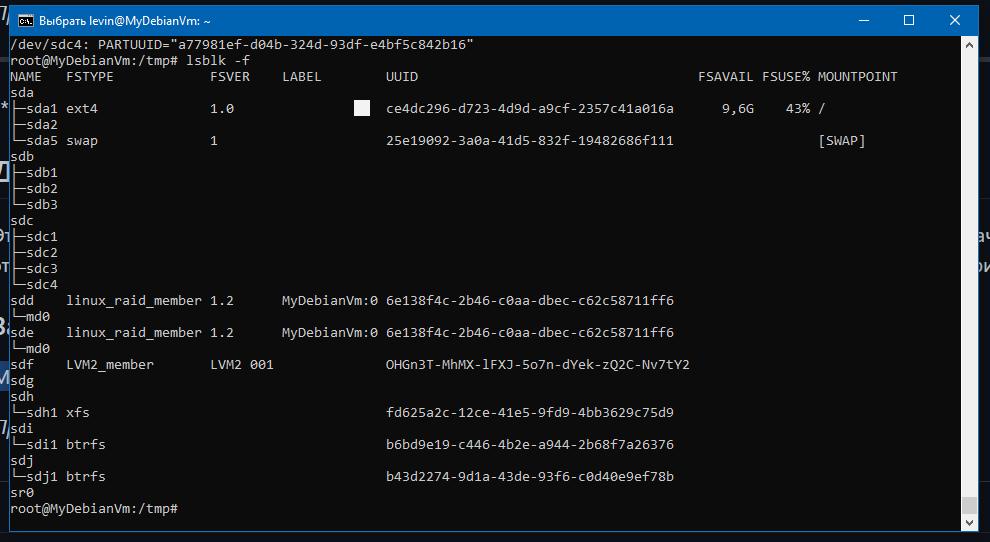 Выбрать levin@MyDebianVm: ~
/dev/sdc4: PARTUUID="a77981ef-d04b-324d-93df-e4bf5c842b16"
root@MyDebianVm:/tmp# lsblk -f
NAME   FSTYPE            FSVER    LABEL        UUID                                   FSAVAIL FSUSE% MOUNTPOINT
sda
├─sda1 ext4              1.0                   ce4dc296-d723-4d9d-a9cf-2357c41a016a      9,6G    43% /
├─sda2
└─sda5 swap              1                     25e19092-3a0a-41d5-832f-19482686f111                  [SWAP]
sdb
├─sdb1
├─sdb2
└─sdb3
sdc
├─sdc1
├─sdc2
├─sdc3
└─sdc4
sdd    linux_raid_member 1.2      MyDebianVm:0 6e138f4c-2b46-c0aa-dbec-c62c58711ff6
└─md0
sde    linux_raid_member 1.2      MyDebianVm:0 6e138f4c-2b46-c0aa-dbec-c62c58711ff6
└─md0
sdf    LVM2_member       LVM2 001              OHGn3T-MhMX-lFXJ-5o7n-dYek-zQ2C-Nv7tY2
sdg
sdh
└─sdh1 xfs                                     fd625a2c-12ce-41e5-9fd9-4bb3629c75d9
sdi
└─sdi1 btrfs                                   b6bd9e19-c446-4b2e-a944-2b68f7a26376
sdj
└─sdj1 btrfs                                   b43d2274-9d1a-43de-93f6-c0d40e9ef78b
sr0
root@MyDebianVm:/tmp#